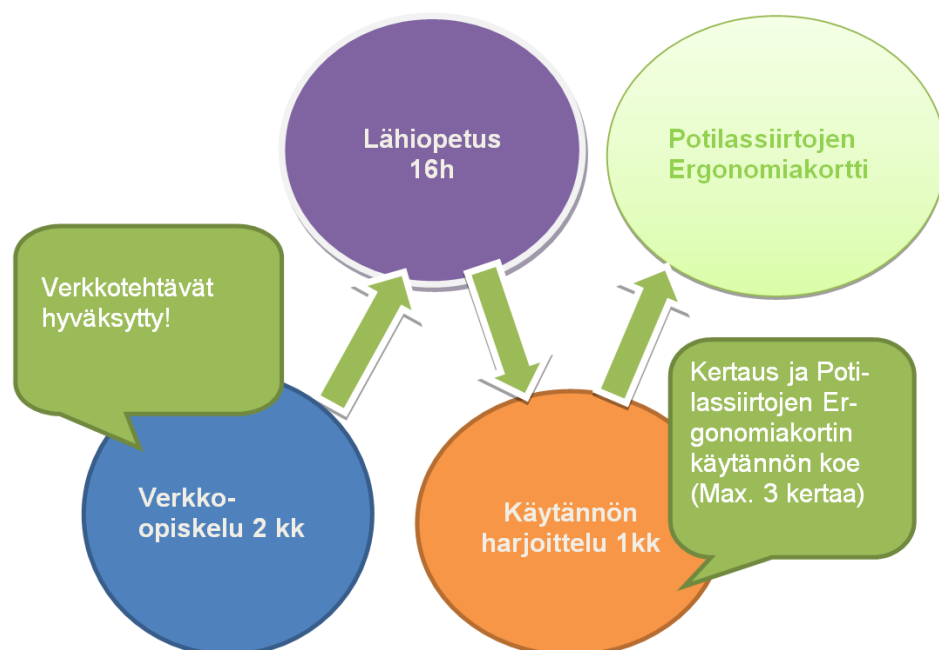 Lähiopetus
16h
Potilassiirtojen
Ergonomiakortti
Verkkotehtävät
hyväksytty!
Verkko-
opiskelu 2 kk
Käytännön
harjoittelu 1kk
Kertaus ja Poti-
lassiirtojen Er-
gonomiakortin
käytännön koe
(Max. 3 kertaa)